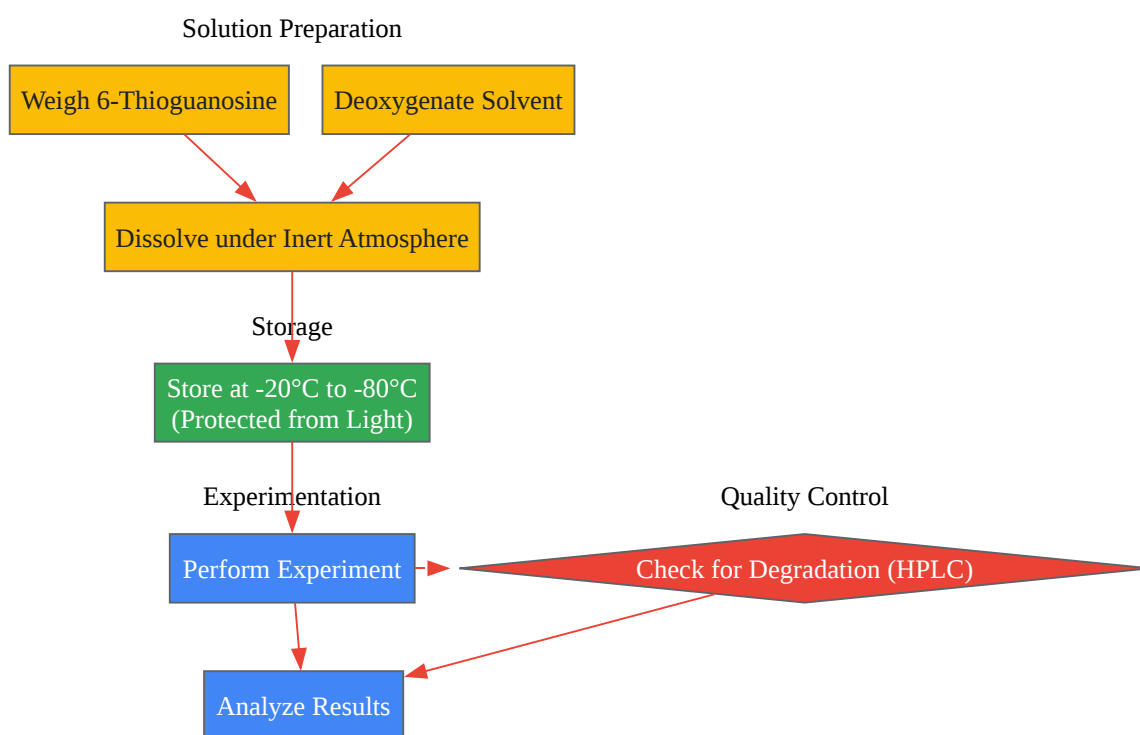 Solution Preparation
Weigh 6-Thioguanosine
Deoxygenate Solvent
Dissolve under Inert Atmosphere
Storage
Store at -20°C to -80°C
(Protected from Light)
Experimentation
Quality Control
Perform Experiment
Check for Degradation (HPLC)
Analyze Results